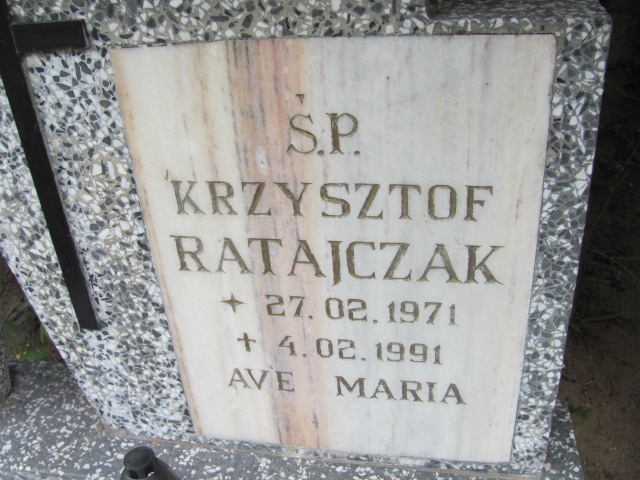 Ś.P.
KRZYSZTOF
RATAJCZAK
✦ 27.02.1971
✝ 4.02.1991
AVE MARIA